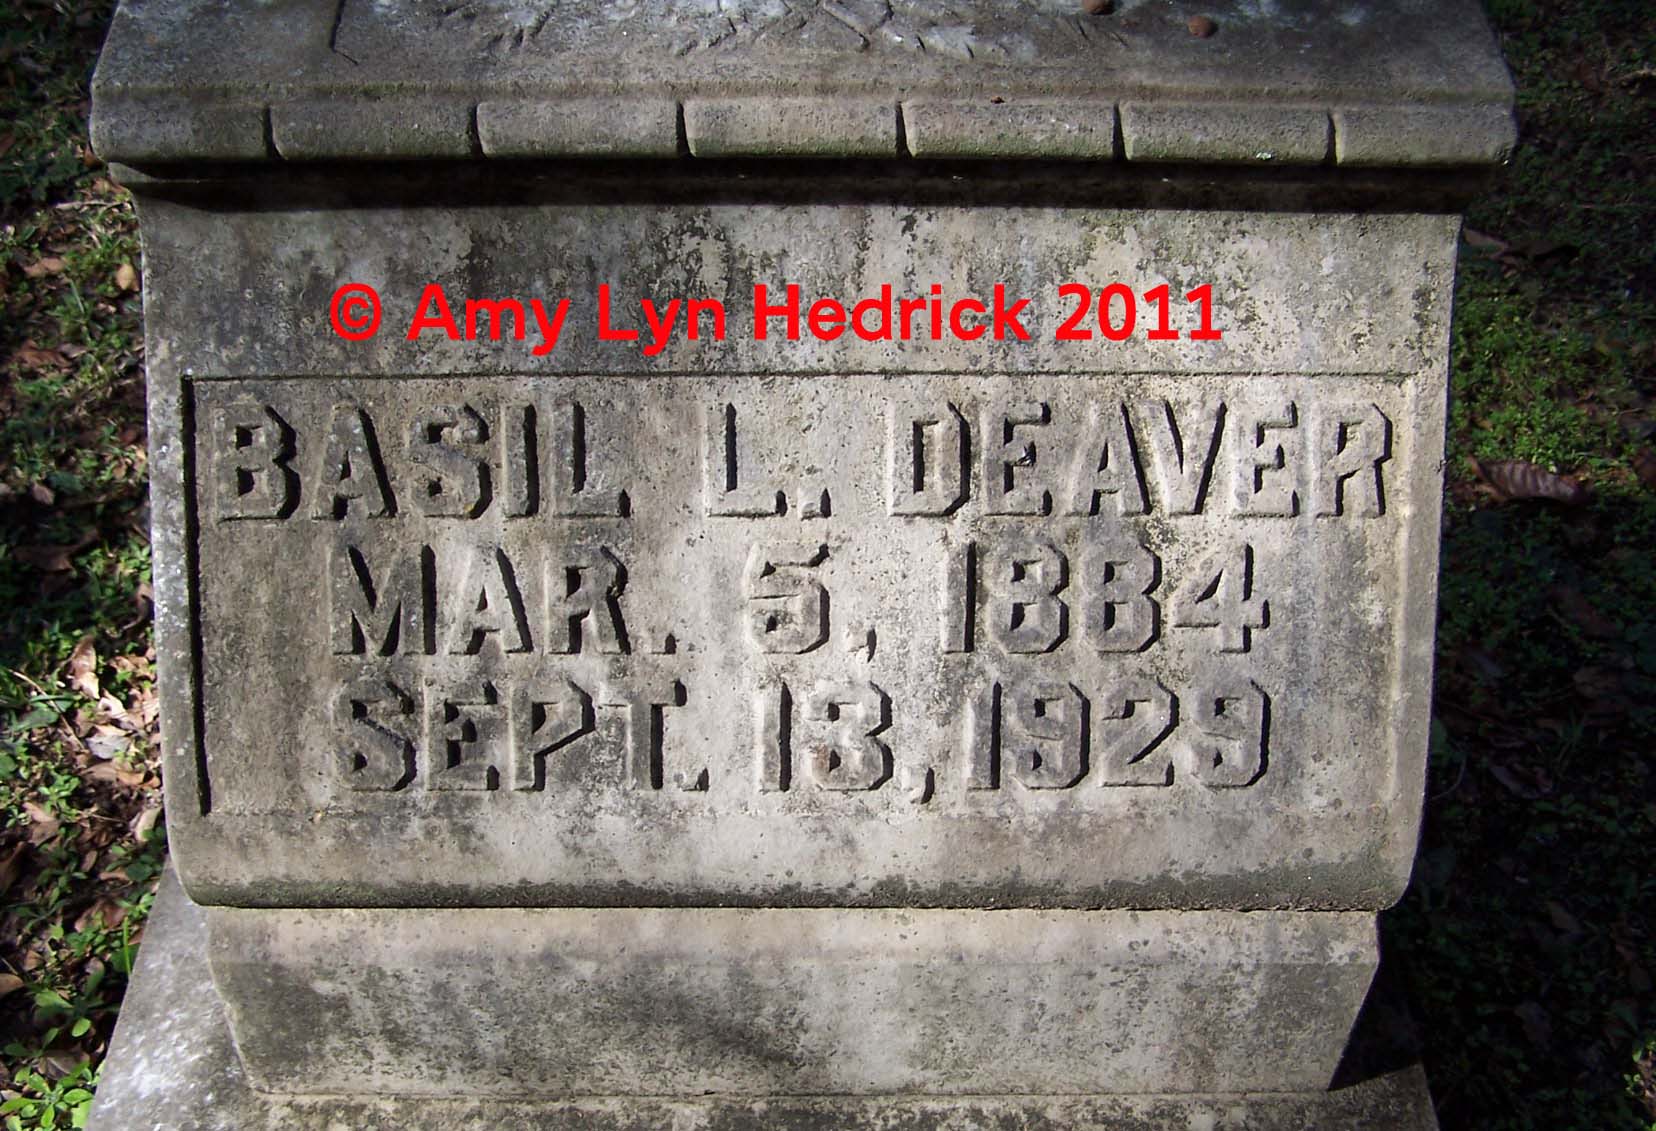 © Amy Lyn Hedrick 2011
BASIL L. DEAVER
MAR. 5, 1884
SEPT. 13, 1929